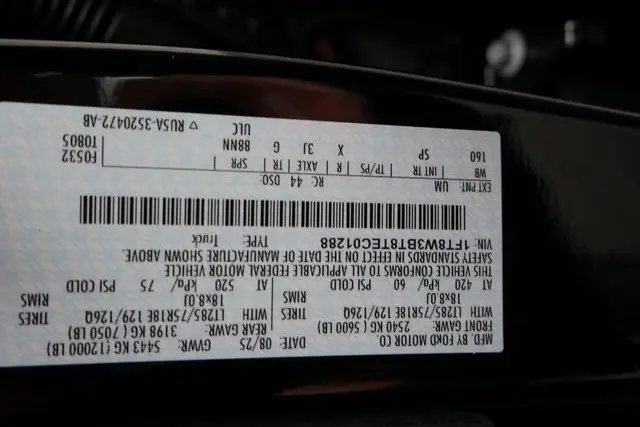 MFD. BY FORD MOTOR CO.
DATE: 08/25 GVWR: 5443 KG (12000 LB)
FRONT GAWR: 2540 KG (5600 LB) REAR GAWR: 3198 KG (7050 LB)
WITH LT285/75R18E 129/126Q TIRES WITH LT285/75R18E 129/126Q TIRES
18x8.0J RIMS 18x8.0J RIMS
AT 420 kPa/ 60 PSI COLD AT 520 kPa/ 75 PSI COLD
THIS VEHICLE CONFORMS TO ALL APPLICABLE FEDERAL MOTOR VEHICLE
SAFETY STANDARDS IN EFFECT ON THE DATE OF MANUFACTURE SHOWN ABOVE.
VIN: 1FT8W3BT8TEC01288 TYPE: Truck
EXT PNT: UM RC: 44 DSO:
WB INT TR TP/PS R AXLE TR SPR F0532
160 SP X 3J G 88NN T0805
ULC
▽ RUSA-3520472-AB